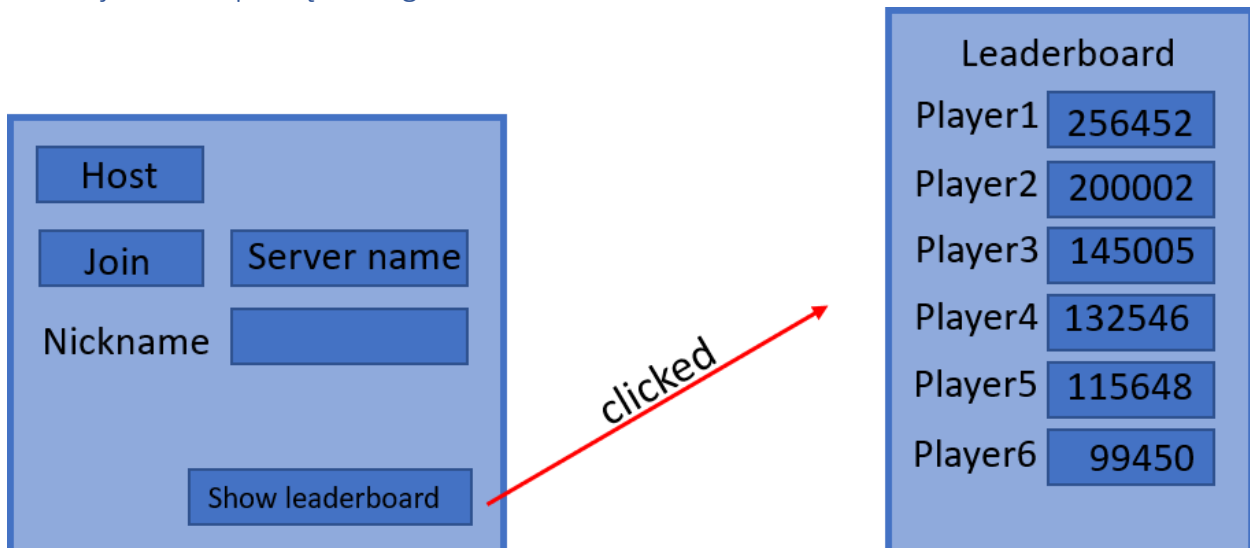 Host
Join
Server name
Nickname
Show leaderboard
clicked
Leaderboard
Player1 256452
Player2 200002
Player3 145005
Player4 132546
Player5 115648
Player6 99450